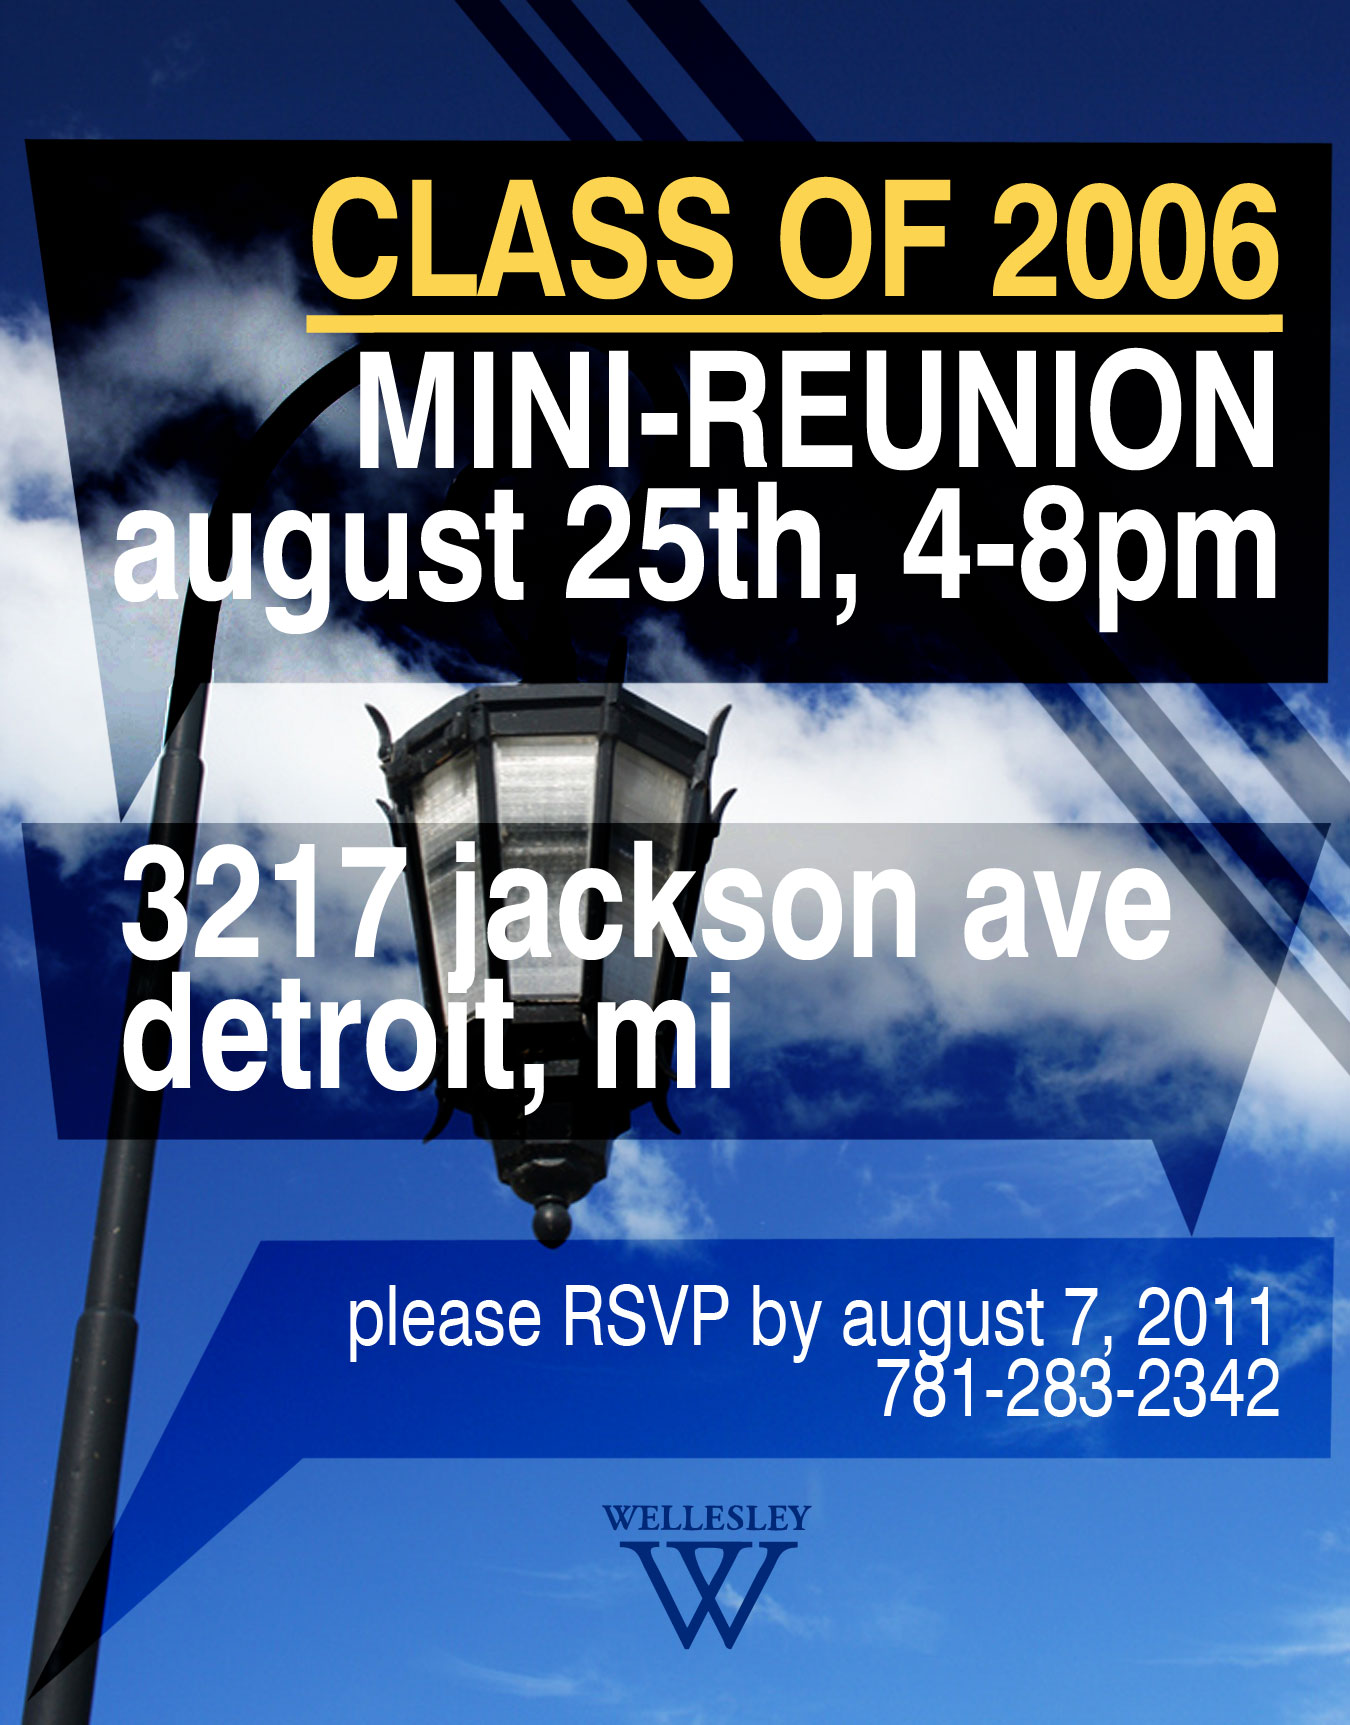 CLASS OF 2006
MINI-REUNION
august 25th, 4-8pm
3217 jackson ave
detroit, mi
please RSVP by august 7, 2011
781-283-2342
WELLESLEY
W